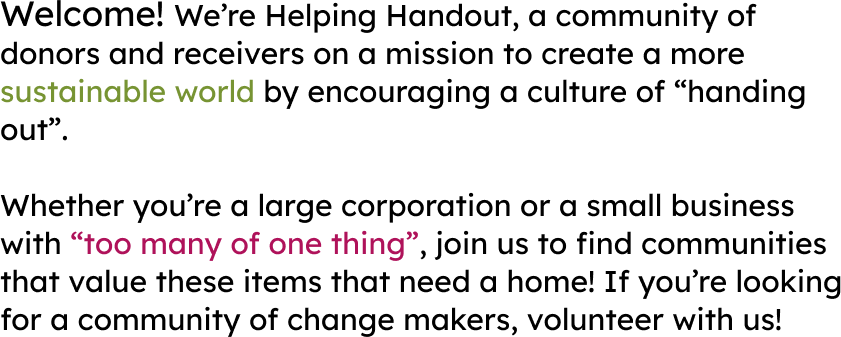 Welcome! We’re Helping Handout, a community of
donors and receivers on a mission to create a more
sustainable world by encouraging a culture of “handing
out”.
Whether you’re a large corporation or a small business
with “too many of one thing”, join us to find communities
that value these items that need a home! If you’re looking
for a community of change makers, volunteer with us!